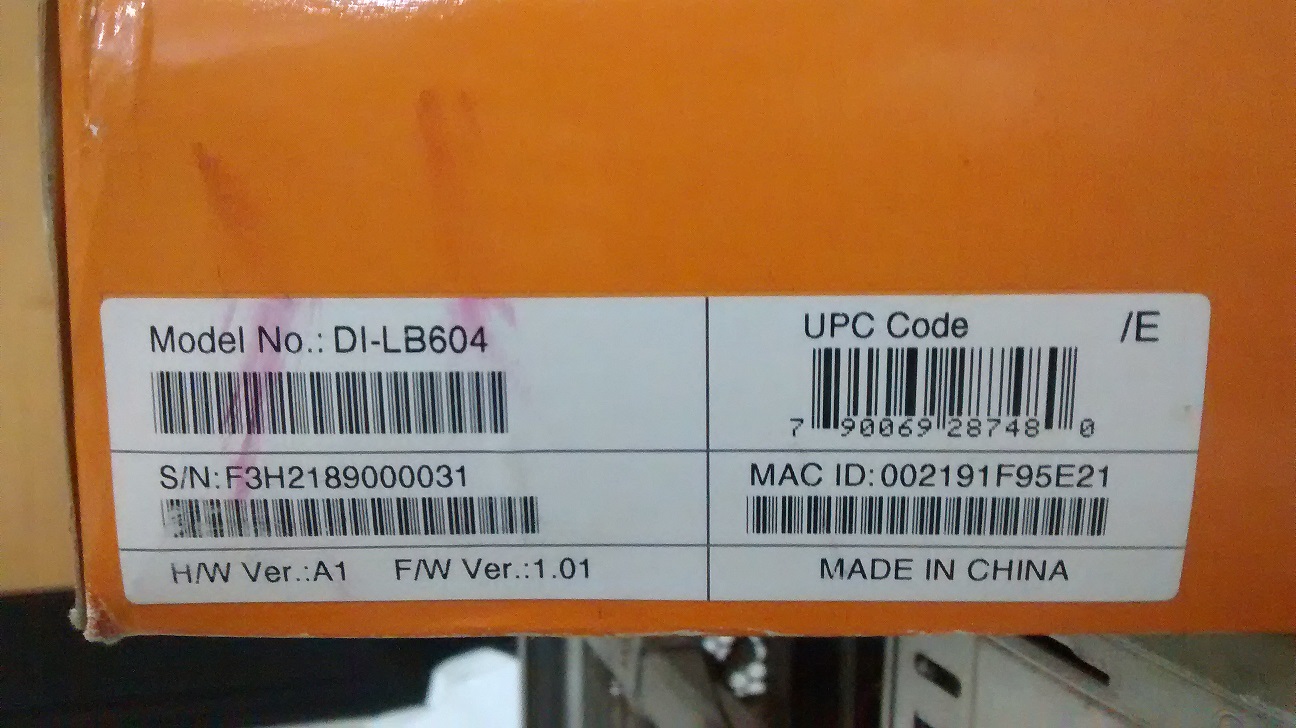 Model No.: DI-LB604
UPC Code /E
7 90069 28748 0
S/N: F3H2189000031
MAC ID: 002191F95E21
H/W Ver.:A1 F/W Ver.:1.01
MADE IN CHINA